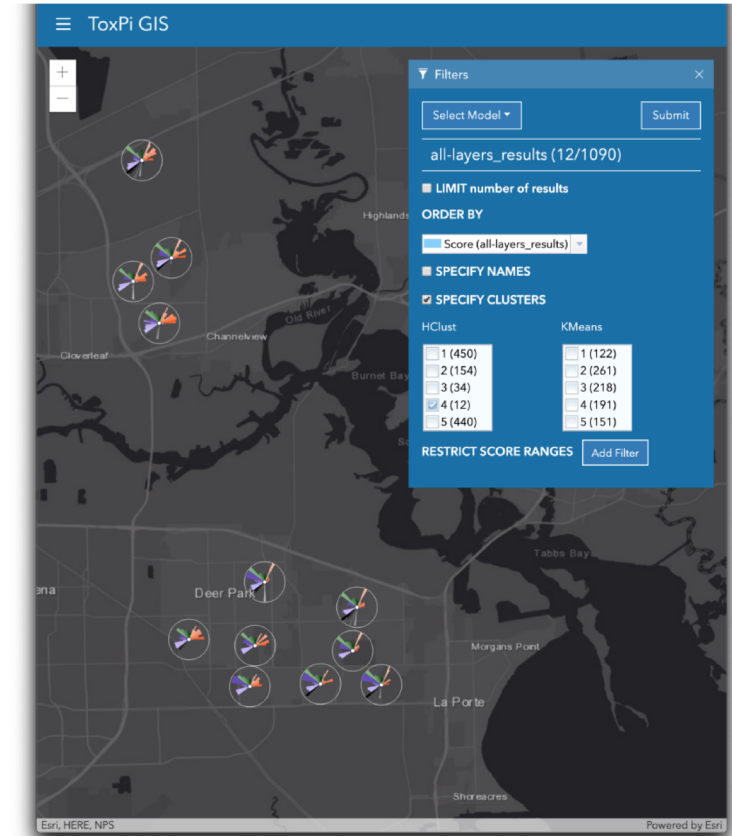 ToxPi GIS
+
−
Filters
×
Select Model
Submit
all-layers_results (12/1090)
LIMIT number of results
ORDER BY
Score (all-layers_results)
SPECIFY NAMES
SPECIFY CLUSTERS
HClust
KMeans
1 (450)
2 (154)
3 (34)
4 (12)
5 (440)
1 (122)
2 (261)
3 (218)
4 (191)
5 (151)
RESTRICT SCORE RANGES
Add Filter
Highlands
Old River
Channelview
Cloverleaf
Burnet Bay
Tabbs Bay
ena
Deer Park
Morgans Point
La Porte
Shoreacres
Esri, HERE, NPS
Powered by Esri